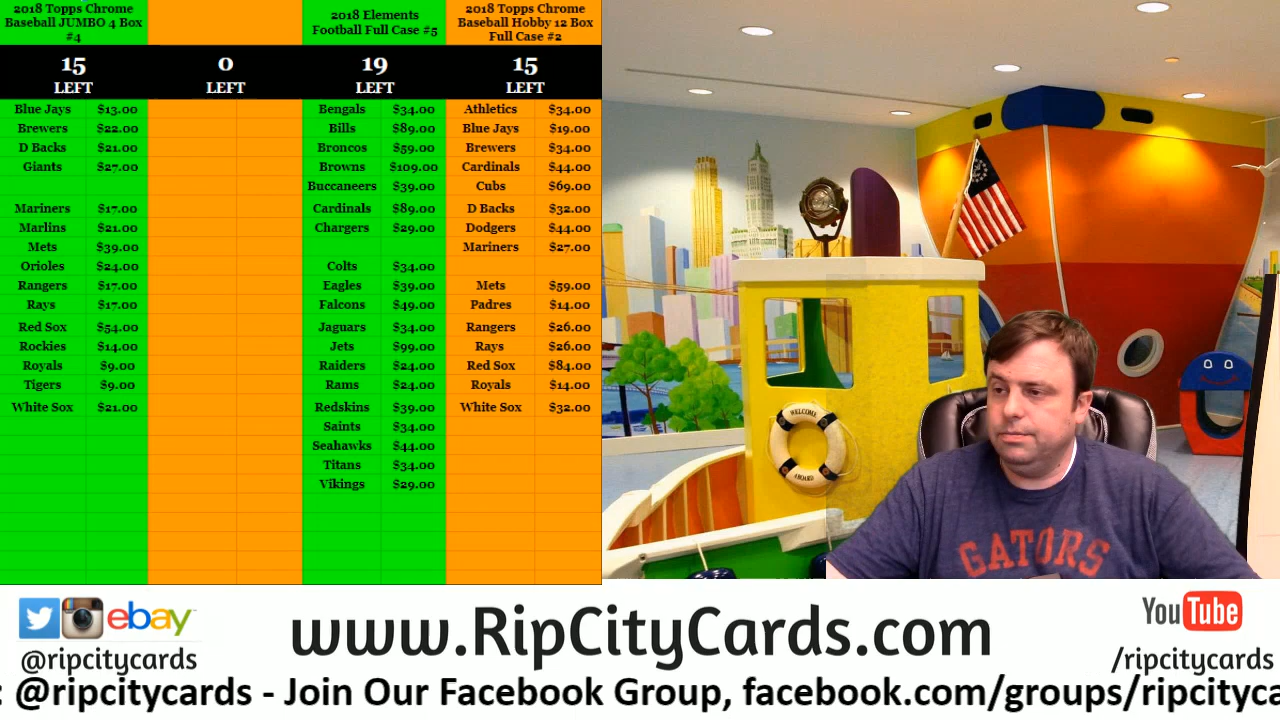 2018 Topps Chrome
Baseball JUMBO 4 Box
#4
15
LEFT
Blue Jays $13.00
Brewers $22.00
D Backs $21.00
Giants $27.00
Mariners $17.00
Marlins $21.00
Mets $39.00
Orioles $24.00
Rangers $17.00
Rays $17.00
Red Sox $54.00
Rockies $14.00
Royals $9.00
Tigers $9.00
White Sox $21.00
0
LEFT
2018 Elements
Football Full Case #5
19
LEFT
Bengals $34.00
Bills $89.00
Broncos $59.00
Browns $109.00
Buccaneers $39.00
Cardinals $89.00
Chargers $29.00
Colts $34.00
Eagles $39.00
Falcons $49.00
Jaguars $34.00
Jets $99.00
Raiders $24.00
Rams $24.00
Redskins $39.00
Saints $34.00
Seahawks $44.00
Titans $34.00
Vikings $29.00
2018 Topps Chrome
Baseball Hobby 12 Box
Full Case #2
15
LEFT
Athletics $34.00
Blue Jays $19.00
Brewers $34.00
Cardinals $44.00
Cubs $69.00
D Backs $32.00
Dodgers $44.00
Mariners $27.00
Mets $59.00
Padres $14.00
Rangers $26.00
Rays $26.00
Red Sox $84.00
Royals $14.00
White Sox $32.00
WELCOME
ABOARD
GATORS
ebay
@ripcitycards
www.RipCityCards.com
YouTube
/ripcitycards
: @ripcitycards - Join Our Facebook Group, facebook.com/groups/ripcityca